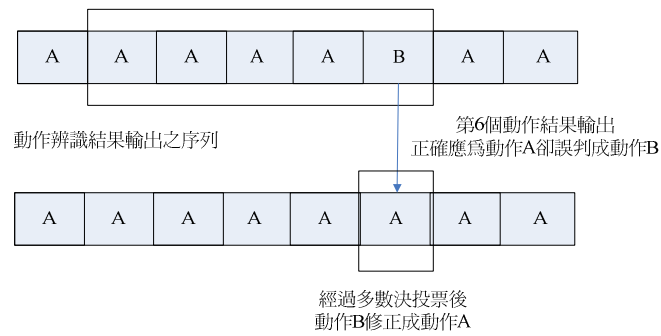 A A A A A B A A
動作辨識結果輸出之序列
第6個動作結果輸出
正確應為動作A卻誤判成動作B
A A A A A A A A
經過多數決投票後
動作B修正成動作A